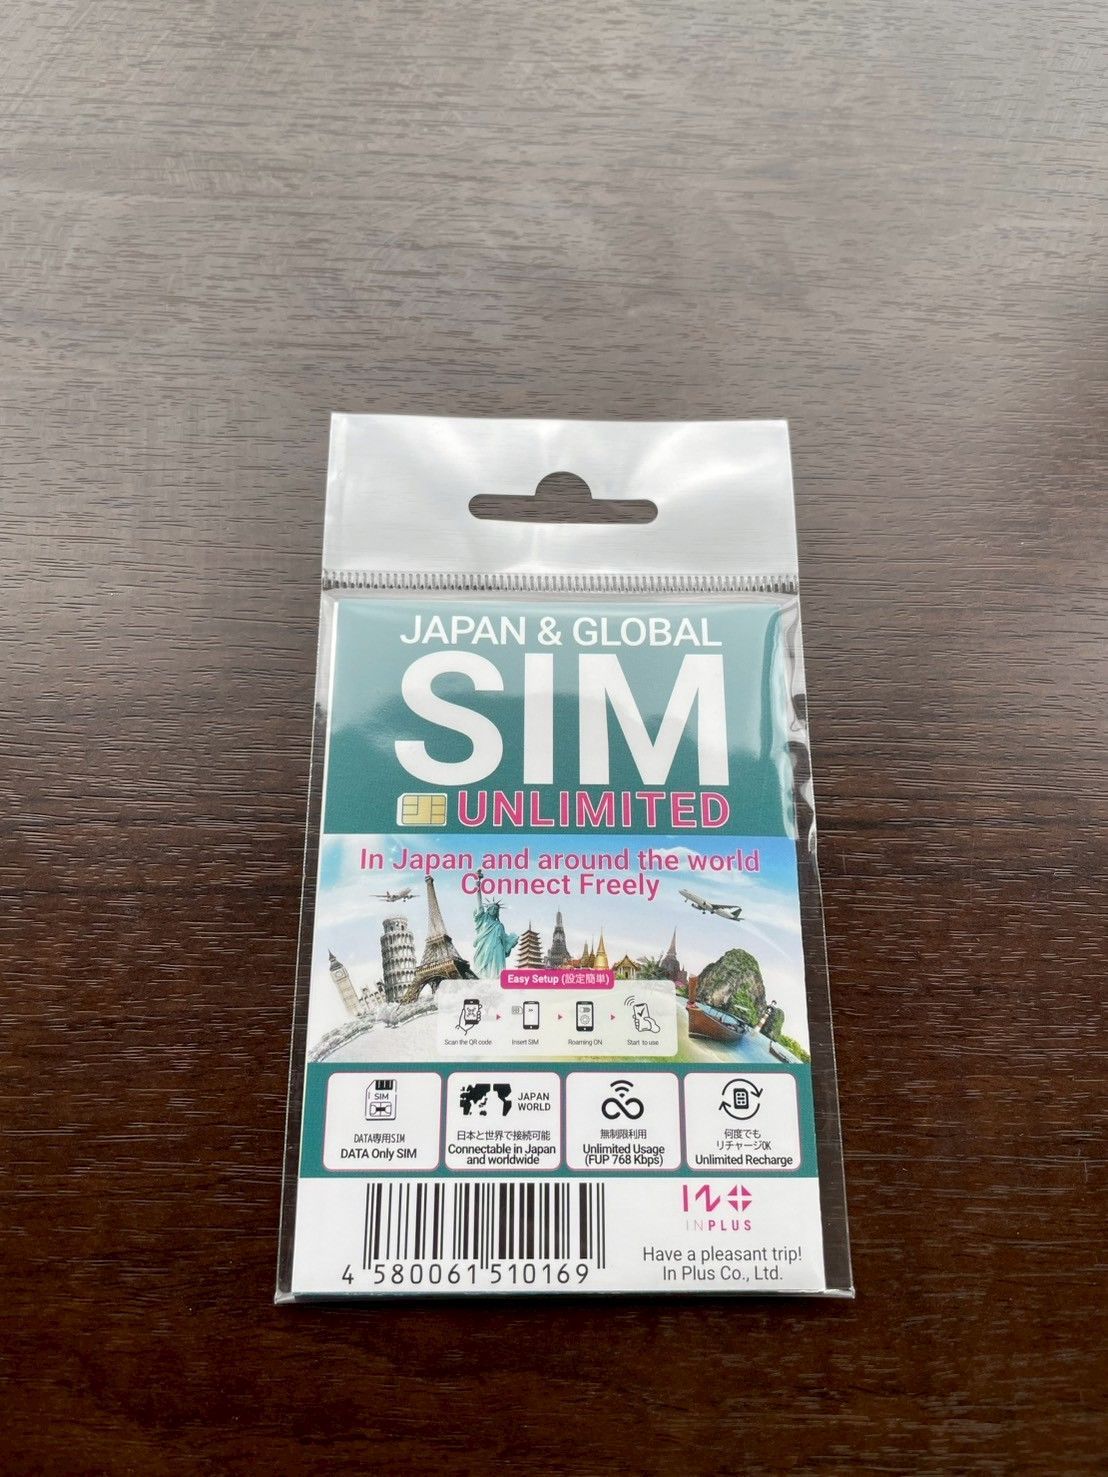 JAPAN & GLOBAL
SIM
UNLIMITED
In Japan and around the world
Connect Freely
Easy Setup (設定簡単)
Scan the QR code
Insert SIM
Roaming ON
Start to use
SIM
DATA専用SIM
DATA Only SIM
JAPAN
WORLD
日本と世界で接続可能
Connectable in Japan
and worldwide
無制限利用
Unlimited Usage
(FUP 768 Kbps)
何度でも
リチャージOK
Unlimited Recharge
4 580061 510169
INPLUS
Have a pleasant trip!
In Plus Co., Ltd.